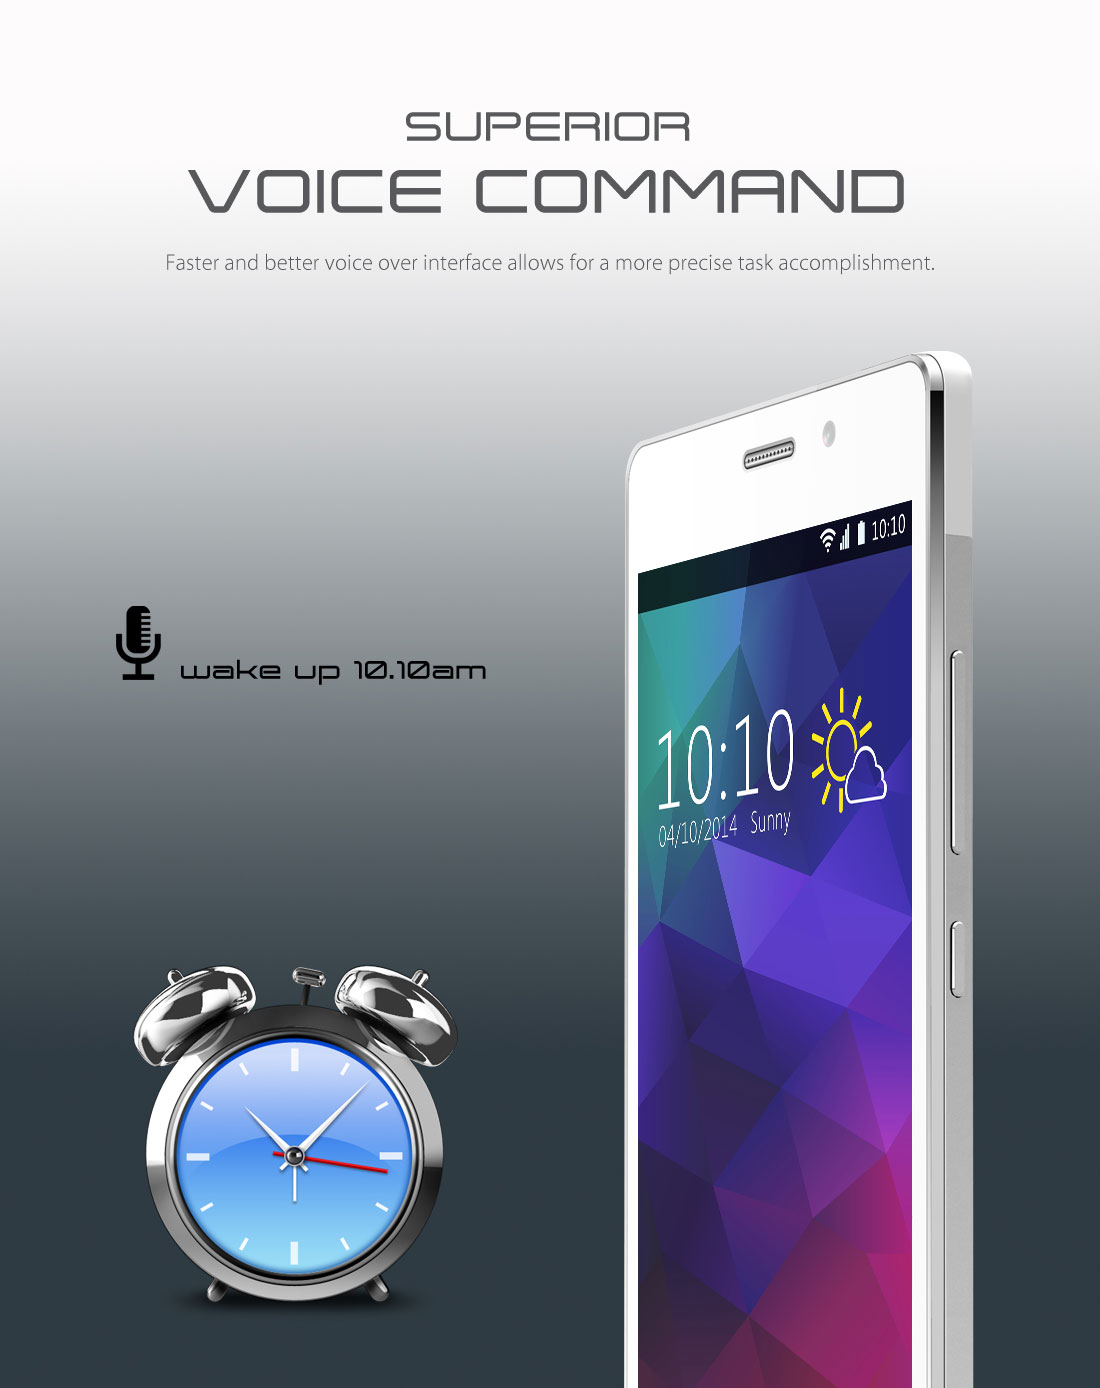 SUPERIOR
VOICE COMMAND
Faster and better voice over interface allows for a more precise task accomplishment.
10:10
wake up 10.10am
10:10
04/10/2014 Sunny